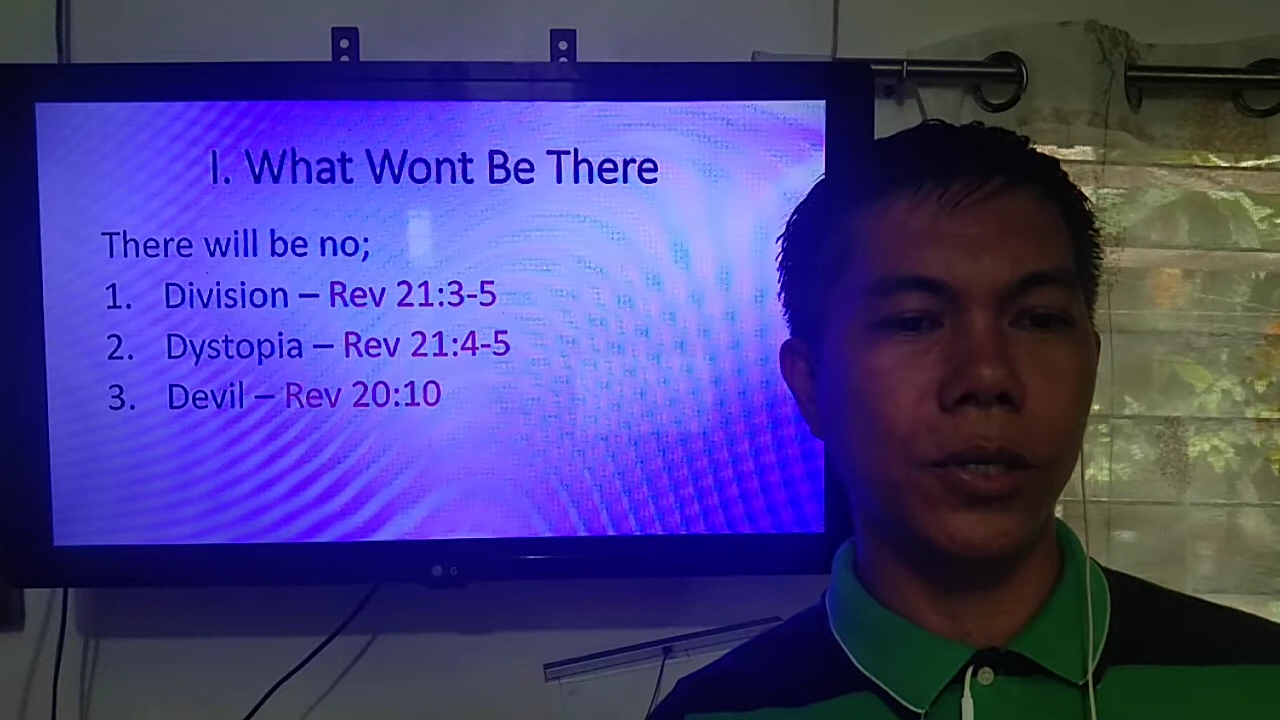 I. What Wont Be There
There will be no;
1. Division – Rev 21:3-5
2. Dystopia – Rev 21:4-5
3. Devil – Rev 20:10
LG